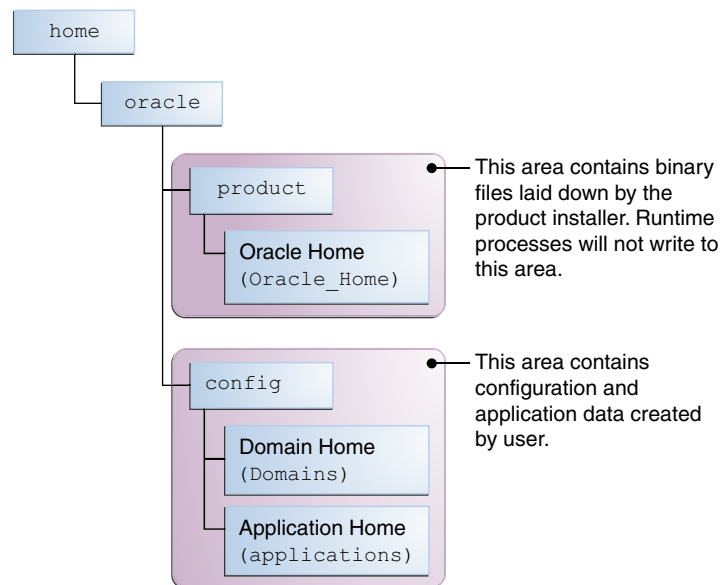 home
oracle
product
Oracle Home
(Oracle_Home)
This area contains binary
files laid down by the
product installer. Runtime
processes will not write to
this area.
config
Domain Home
(Domains)
Application Home
(applications)
This area contains
configuration and
application data created
by user.